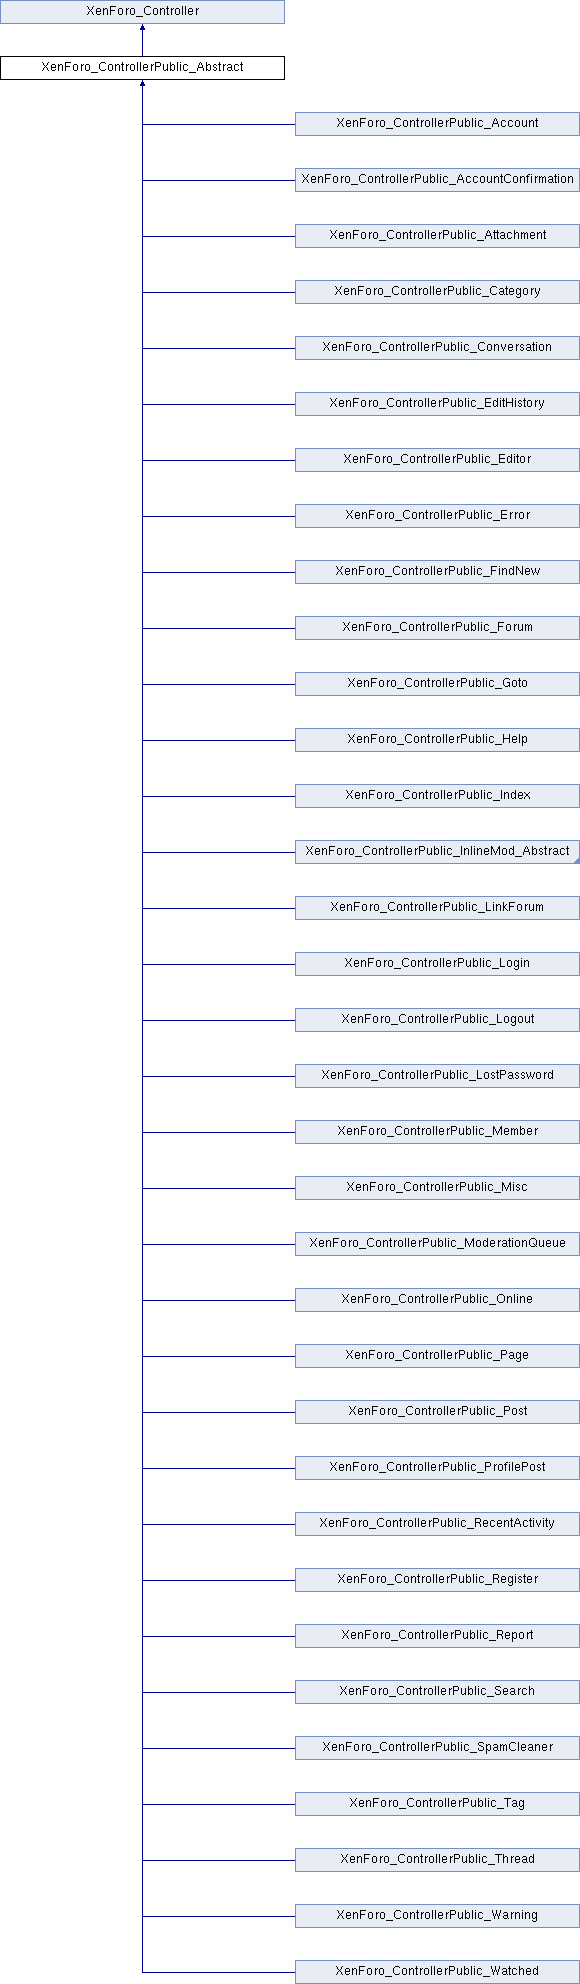 XenForo_Controller
XenForo_ControllerPublic_Abstract
XenForo_ControllerPublic_Account
XenForo_ControllerPublic_AccountConfirmation
XenForo_ControllerPublic_Attachment
XenForo_ControllerPublic_Category
XenForo_ControllerPublic_Conversation
XenForo_ControllerPublic_EditHistory
XenForo_ControllerPublic_Editor
XenForo_ControllerPublic_Error
XenForo_ControllerPublic_FindNew
XenForo_ControllerPublic_Forum
XenForo_ControllerPublic_Goto
XenForo_ControllerPublic_Help
XenForo_ControllerPublic_Index
XenForo_ControllerPublic_InlineMod_Abstract
XenForo_ControllerPublic_LinkForum
XenForo_ControllerPublic_Login
XenForo_ControllerPublic_Logout
XenForo_ControllerPublic_LostPassword
XenForo_ControllerPublic_Member
XenForo_ControllerPublic_Misc
XenForo_ControllerPublic_ModerationQueue
XenForo_ControllerPublic_Online
XenForo_ControllerPublic_Page
XenForo_ControllerPublic_Post
XenForo_ControllerPublic_ProfilePost
XenForo_ControllerPublic_RecentActivity
XenForo_ControllerPublic_Register
XenForo_ControllerPublic_Report
XenForo_ControllerPublic_Search
XenForo_ControllerPublic_SpamCleaner
XenForo_ControllerPublic_Tag
XenForo_ControllerPublic_Thread
XenForo_ControllerPublic_Warning
XenForo_ControllerPublic_Watched